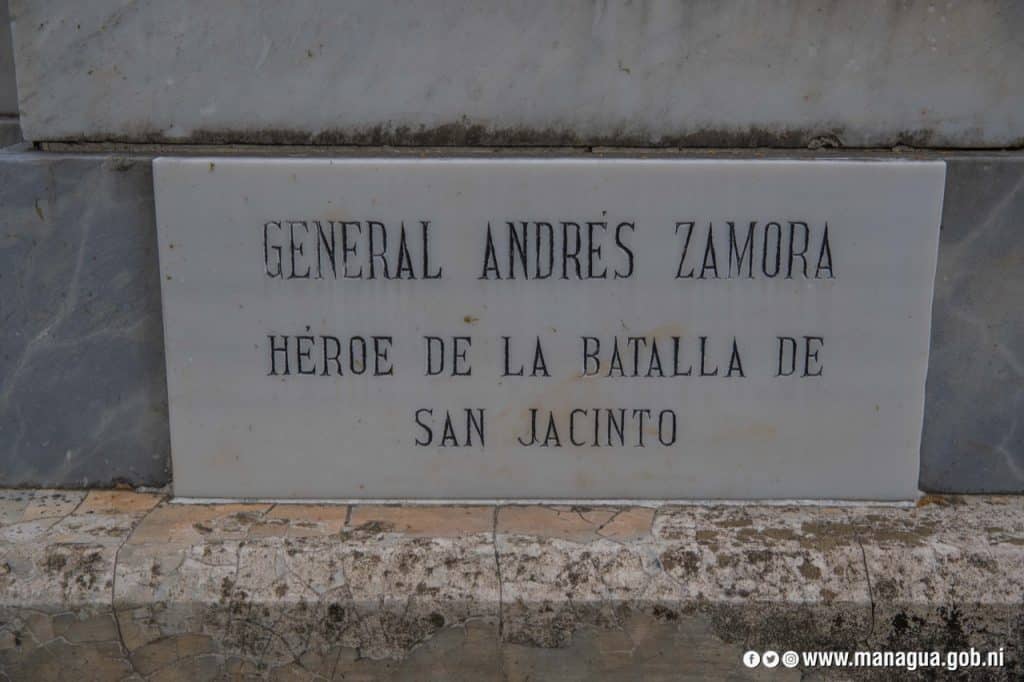 GENERAL ANDRÉS ZAMORA
HÉROE DE LA BATALLA DE
SAN JACINTO
www.managua.gob.ni